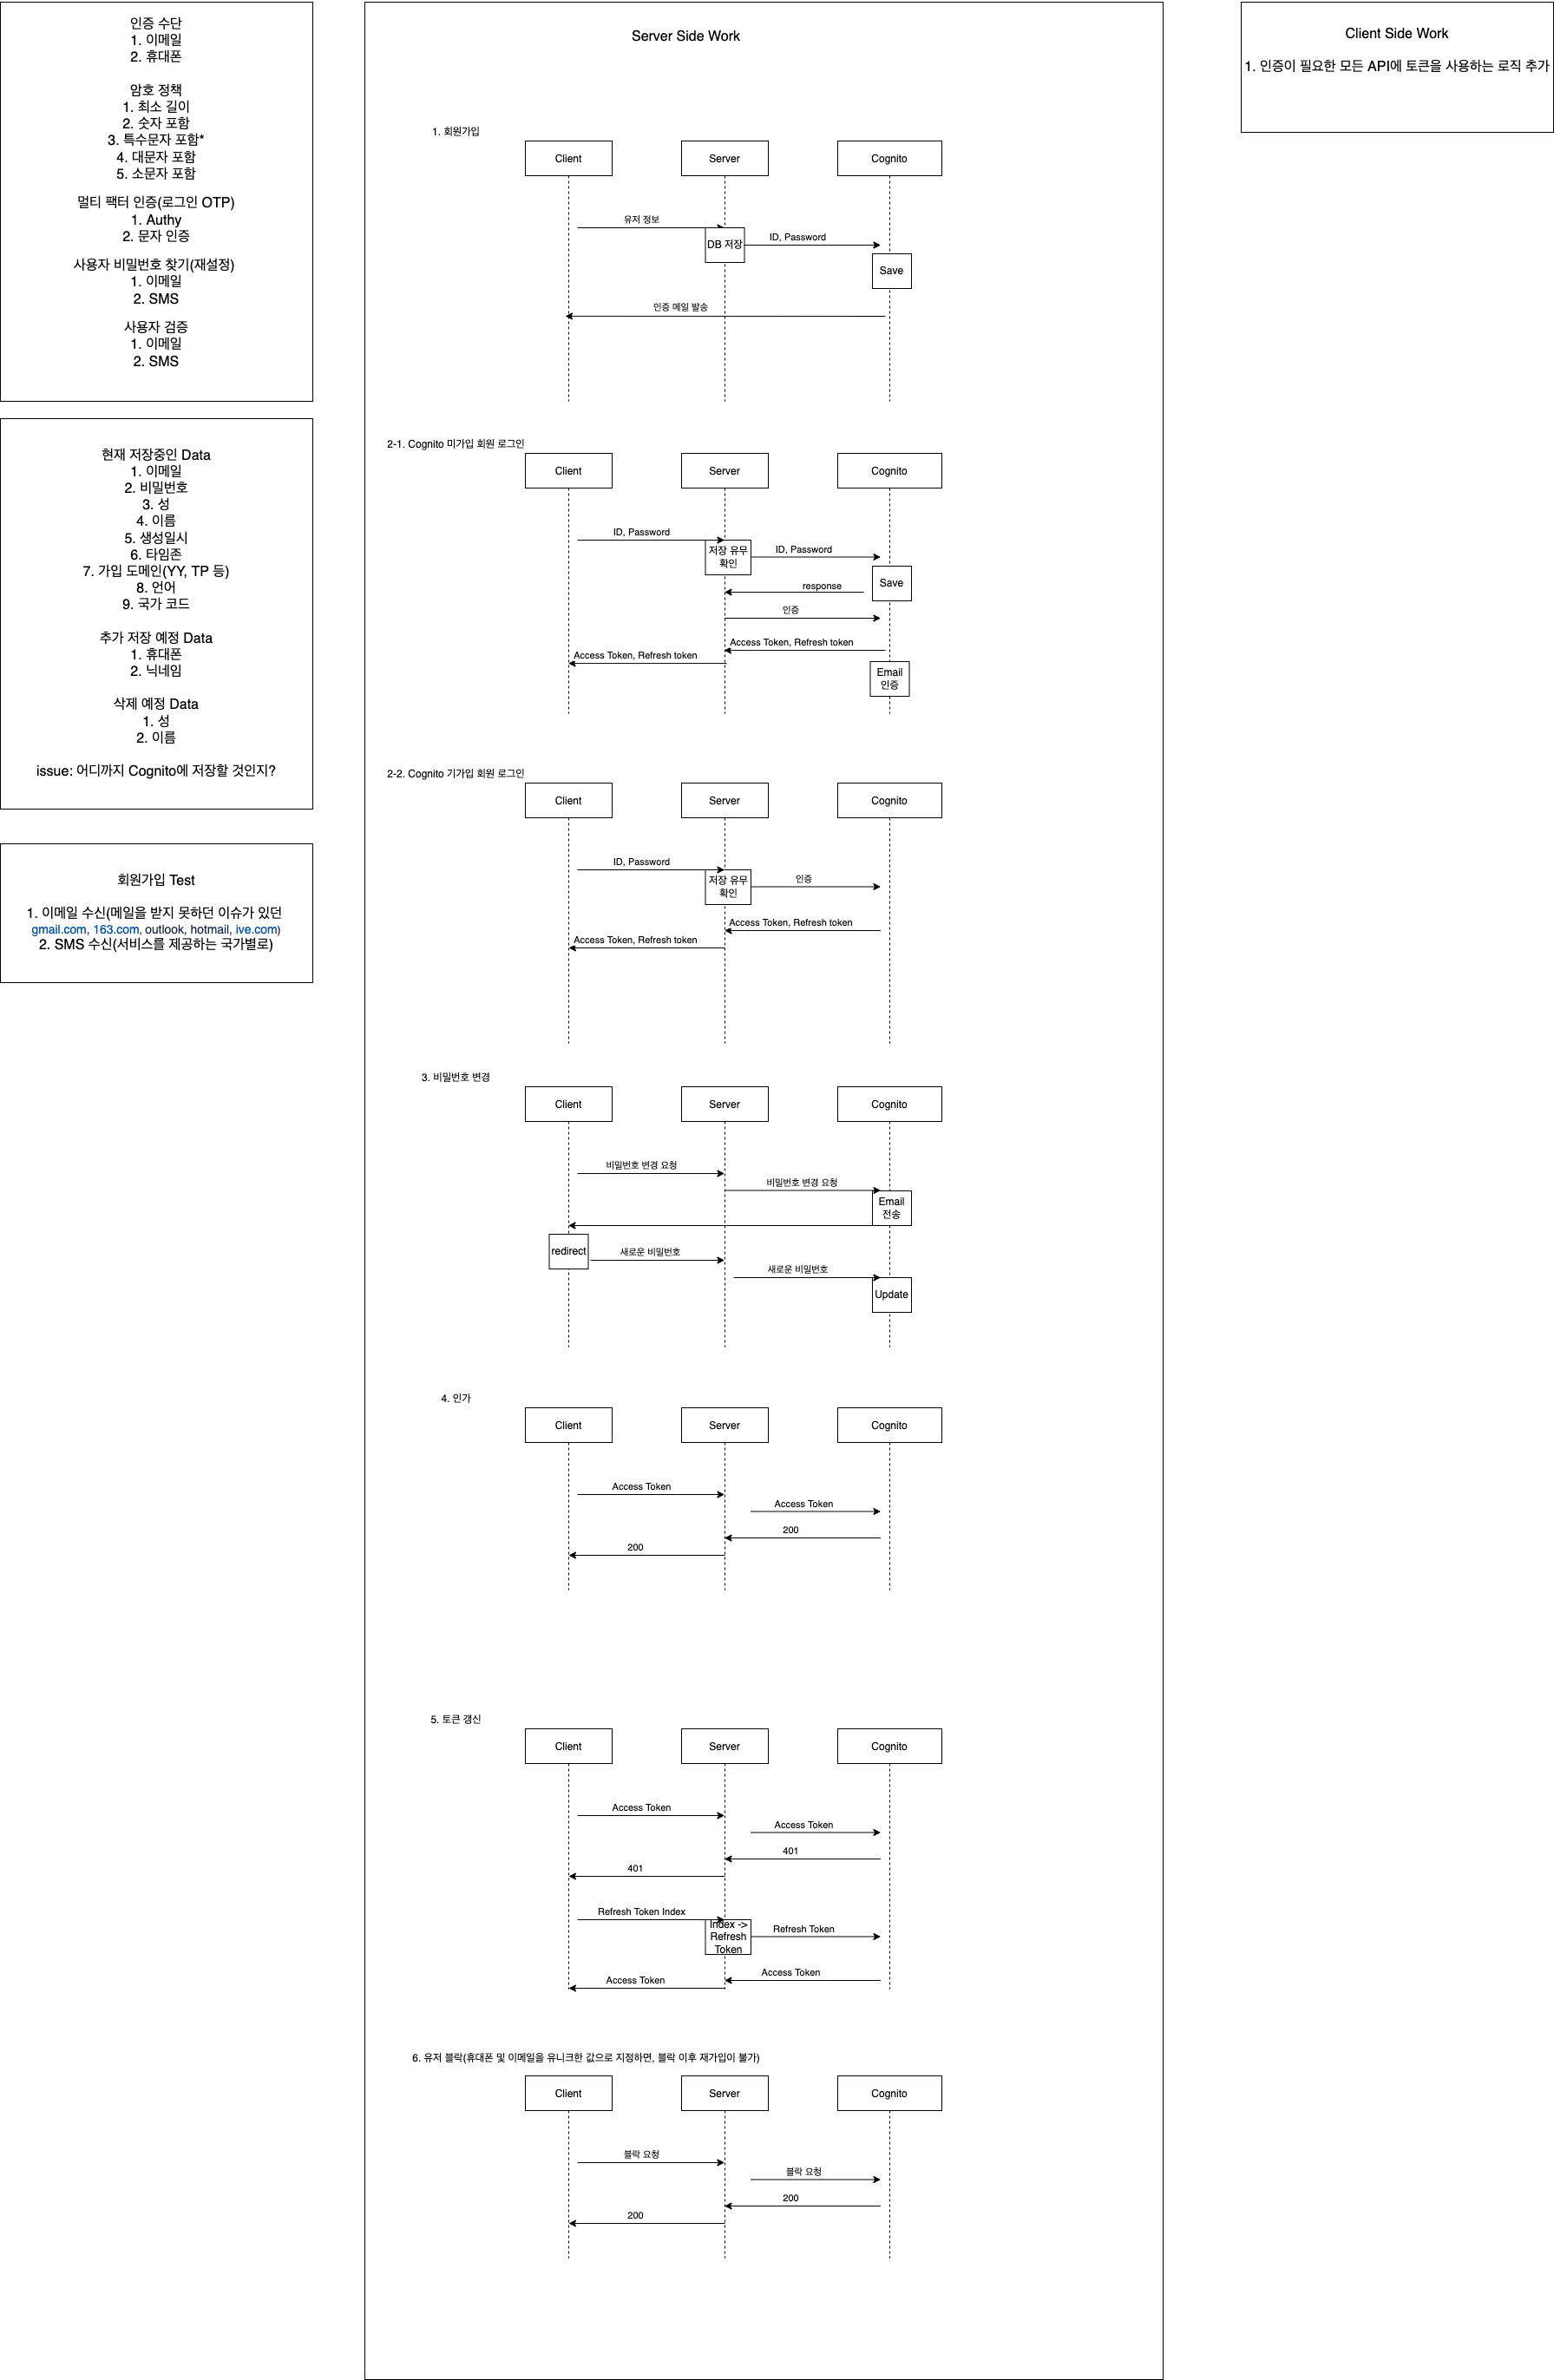 인증 수단
1. 이메일
2. 휴대폰
암호 정책
1. 최소 길이
2. 숫자 포함
3. 특수문자 포함*
4. 대문자 포함
5. 소문자 포함
멀티 팩터 인증(로그인 OTP)
1. Authy
2. 문자 인증
사용자 비밀번호 찾기(재설정)
1. 이메일
2. SMS
사용자 검증
1. 이메일
2. SMS
현재 저장중인 Data
1. 이메일
2. 비밀번호
3. 성
4. 이름
5. 생성일시
6. 타임존
7. 가입 도메인(YY, TP 등)
8. 언어
9. 국가 코드
추가 저장 예정 Data
1. 휴대폰
2. 닉네임
삭제 예정 Data
1. 성
2. 이름
issue: 어디까지 Cognito에 저장할 것인지?
회원가입 Test
1. 이메일 수신(메일을 받지 못하던 이슈가 있던
gmail.com, 163.com, outlook, hotmail, ive.com)
2. SMS 수신(서비스를 제공하는 국가별로)
Server Side Work
1. 회원가입
Client
Server
Cognito
유저 정보
DB 저장
ID, Password
Save
인증 메일 발송
2-1. Cognito 미가입 회원 로그인
Client
Server
Cognito
ID, Password
저장 유무
확인
ID, Password
Save
response
인증
Access Token, Refresh token
Access Token, Refresh token
Email
인증
2-2. Cognito 기가입 회원 로그인
Client
Server
Cognito
ID, Password
저장 유무
확인
인증
Access Token, Refresh token
Access Token, Refresh token
3. 비밀번호 변경
Client
Server
Cognito
비밀번호 변경 요청
비밀번호 변경 요청
Email
전송
redirect
새로운 비밀번호
새로운 비밀번호
Update
4. 인가
Client
Server
Cognito
Access Token
Access Token
200
200
5. 토큰 갱신
Client
Server
Cognito
Access Token
Access Token
401
401
Refresh Token Index
Index ->
Refresh
Token
Refresh Token
Access Token
Access Token
6. 유저 블락(휴대폰 및 이메일을 유니크한 값으로 지정하면, 블락 이후 재가입이 불가)
Client
Server
Cognito
블락 요청
블락 요청
200
200
Client Side Work
1. 인증이 필요한 모든 API에 토큰을 사용하는 로직 추가